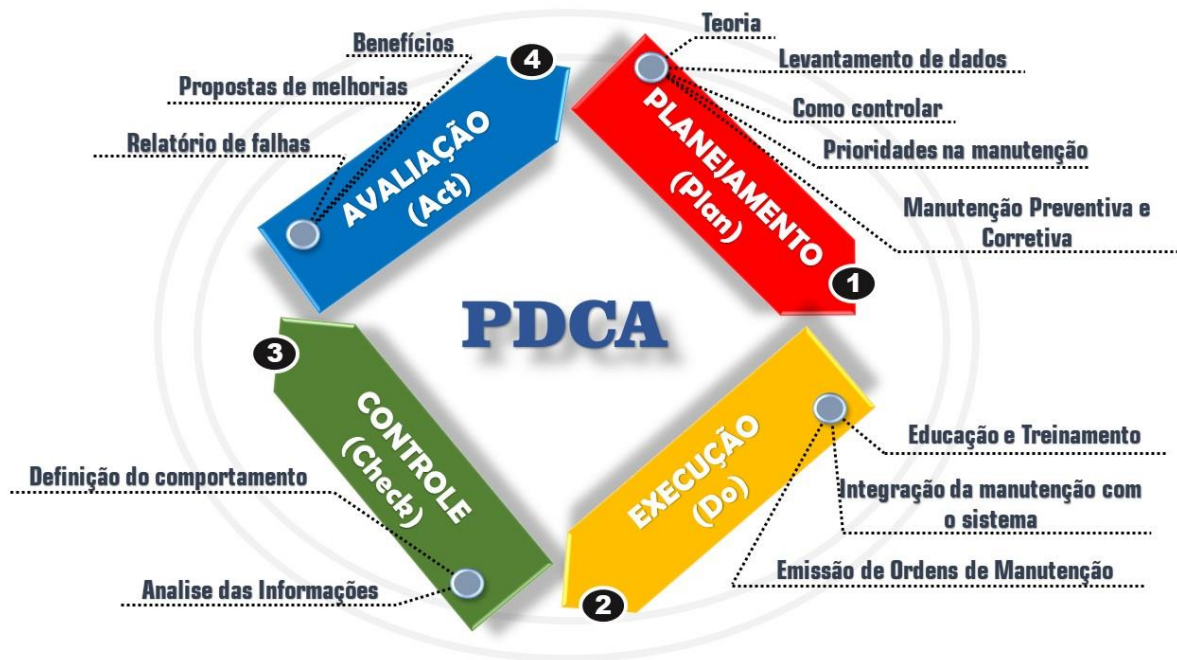 PDCA
1
PLANEJAMENTO
(Plan)
Teoria
Levantamento de dados
Como controlar
Prioridades na manutenção
Manutenção Preventiva e
Corretiva
2
EXECUÇÃO
(Do)
Educação e Treinamento
Integração da manutenção com
o sistema
Emissão de Ordens de Manutenção
3
CONTROLE
(Check)
Definição do comportamento
Analise das Informações
4
AVALIAÇÃO
(Act)
Benefícios
Propostas de melhorias
Relatório de falhas